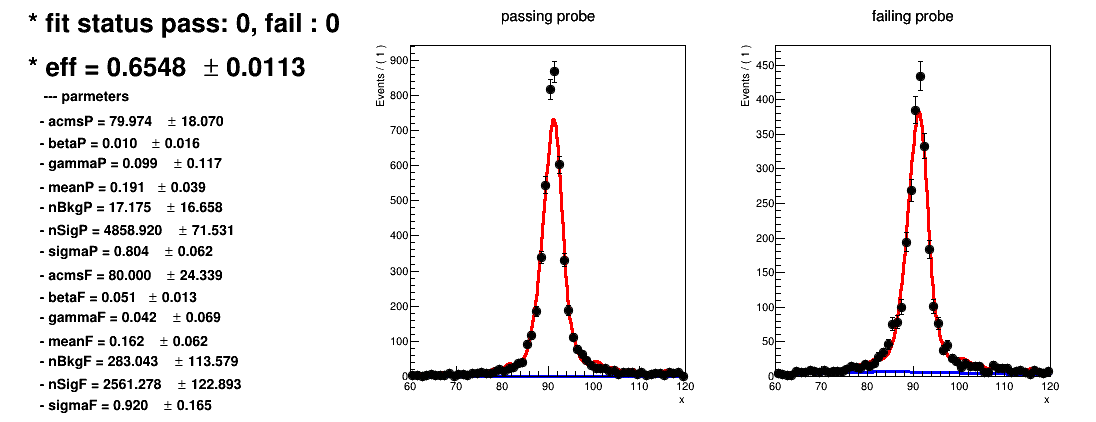 * fit status pass: 0, fail : 0
* eff = 0.6548 ± 0.0113
--- parmeters
- acmsP = 79.974 ± 18.070
- betaP = 0.010 ± 0.016
- gammaP = 0.099 ± 0.117
- meanP = 0.191 ± 0.039
- nBkgP = 17.175 ± 16.658
- nSigP = 4858.920 ± 71.531
- sigmaP = 0.804 ± 0.062
- acmsF = 80.000 ± 24.339
- betaF = 0.051 ± 0.013
- gammaF = 0.042 ± 0.069
- meanF = 0.162 ± 0.062
- nBkgF = 283.043 ± 113.579
- nSigF = 2561.278 ± 122.893
- sigmaF = 0.920 ± 0.165
passing probe
Events / ( 1 )
900
800
700
600
500
400
300
200
100
0
60 70 80 90 100 110 120
x
failing probe
Events / ( 1 )
450
400
350
300
250
200
150
100
50
0
60 70 80 90 100 110 120
x